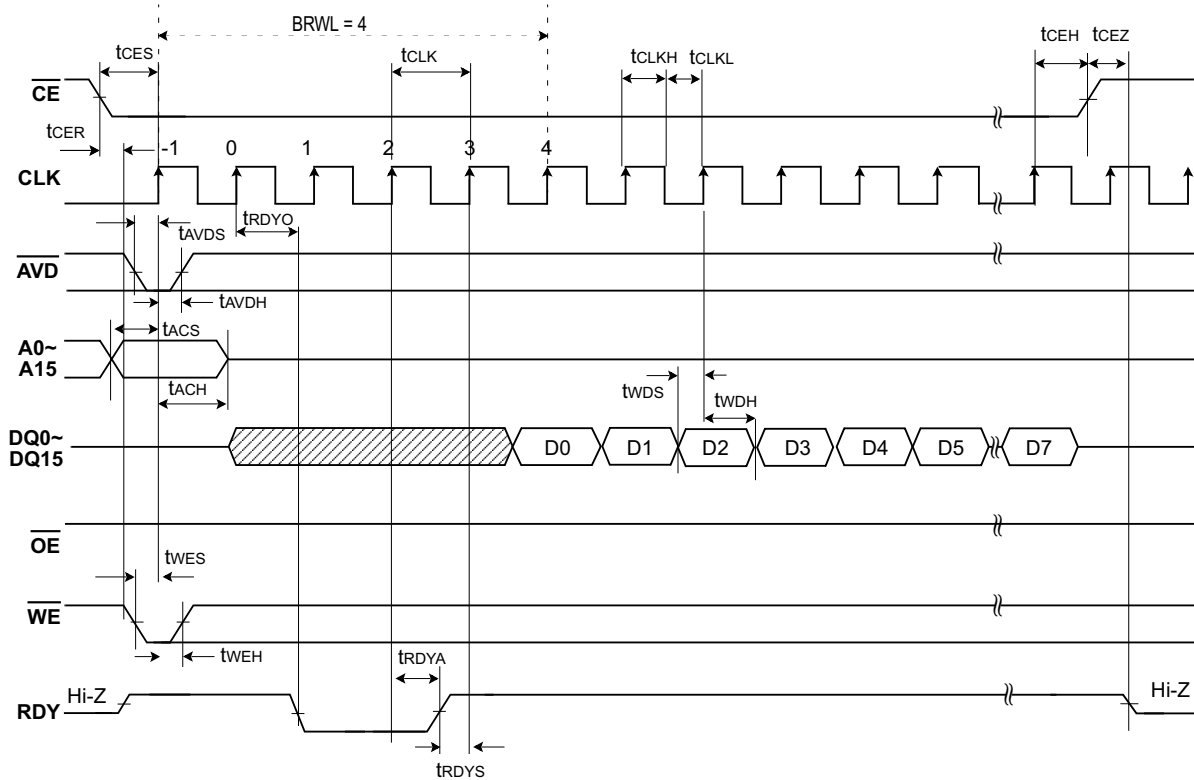 BRWL = 4
tCES
tCLK
tCLKH
tCLKL
tCEH
tCEZ
CE
tCER
-1 0 1 2 3 4
CLK
tRDYO
tAVDS
AVD
tAVDH
tACS
A0~
A15
tACH
tWDS
tWDH
DQ0~
DQ15
D0 D1 D2 D3 D4 D5 D7
OE
tWES
WE
tWEH
tRDYA
Hi-Z
Hi-Z
RDY
tRDYS